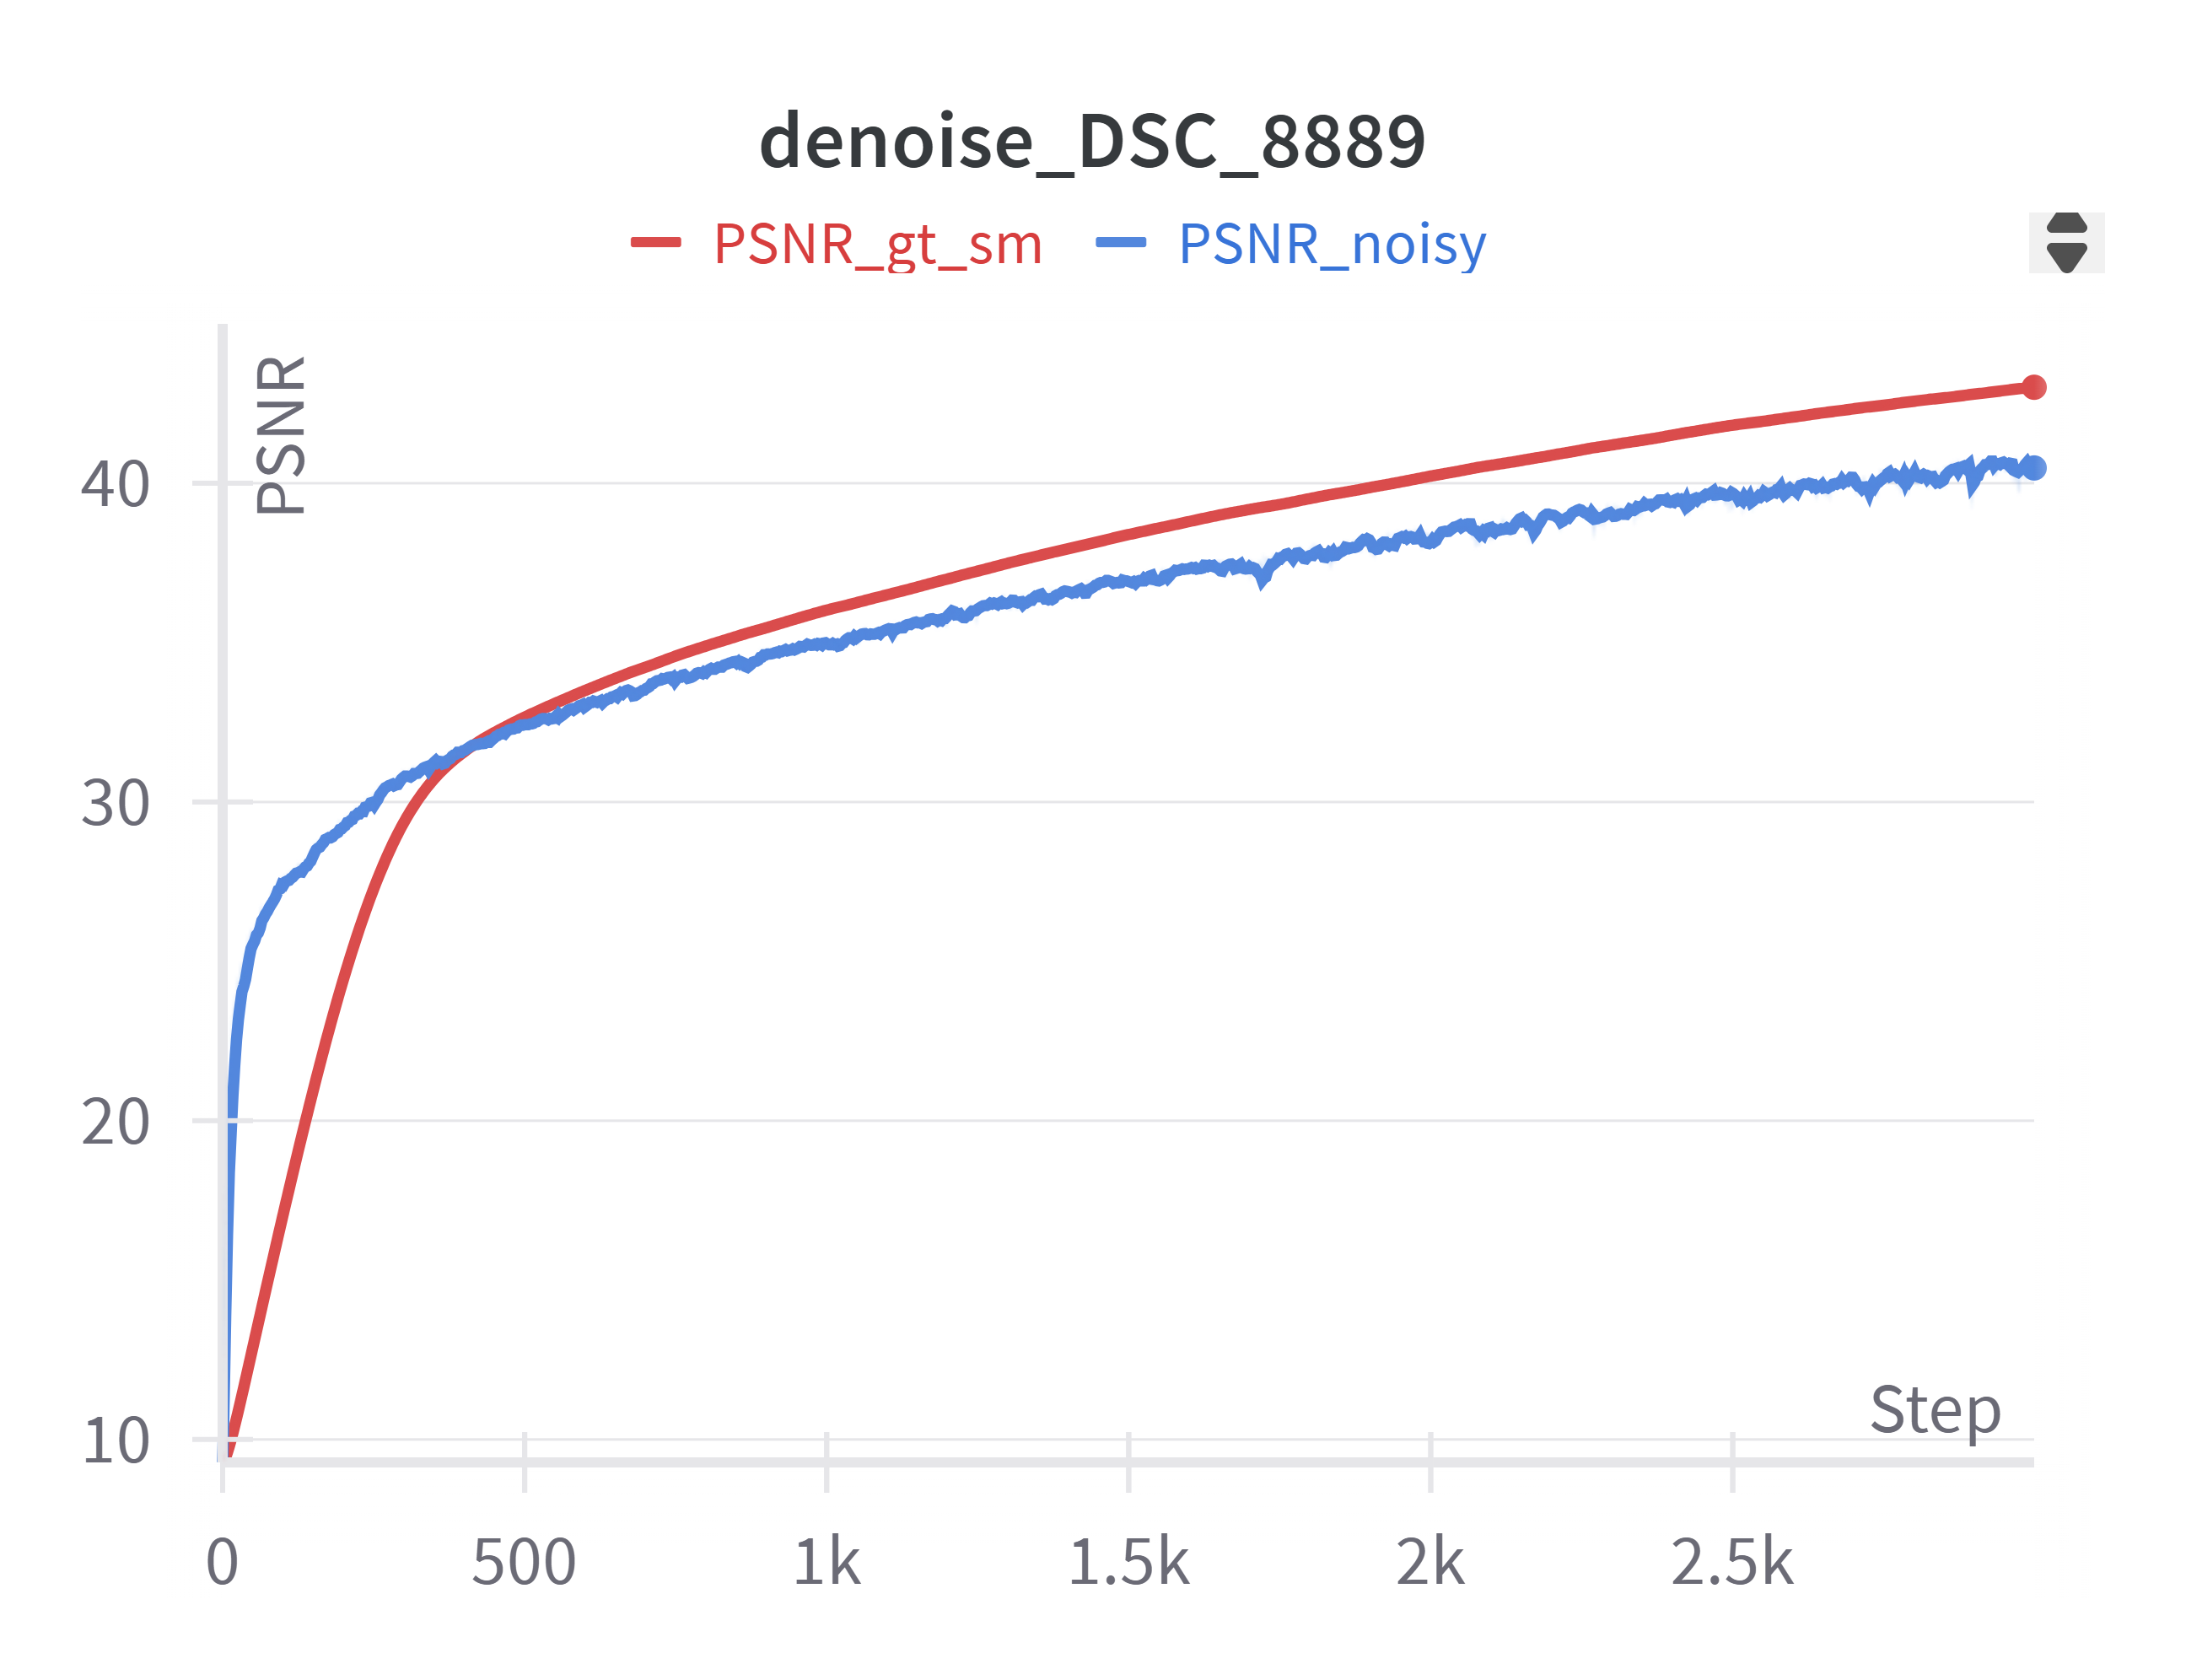 denoise_DSC_8889
PSNR_gt_sm PSNR_noisy
PSNR
40
30
20
10
Step
0 500 1k 1.5k 2k 2.5k